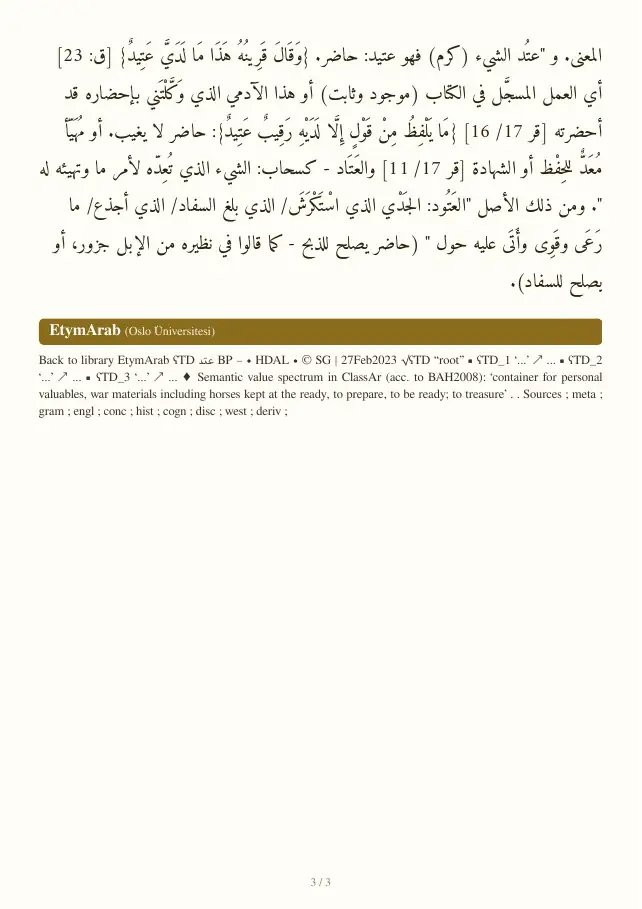 المعنى. و "عتُد الشيء (كرم) فهو عتيد: حاضر. {وَقَالَ قَرِينُهُ هَذَا مَا لَدَيَّ عَتِيدٌ} [ق: 23]
أي العمل المسجَّل في الكتاب (موجود وثابت) أو هذا الآدمي الذي وَكَّلْتَني بإحضاره قد
أحضرته [قر 17/ 16] {مَا يَلْفِظُ مِنْ قَوْلٍ إِلَّا لَدَيْهِ رَقِيبٌ عَتِيدٌ}: حاضر لا يغيب. أو مُهَيَّأ
مُعَدٌّ للحِفْظ أو الشهادة [قر 17/ 11] والعَتَاد - كسحاب: الشيء الذي تُعِدّه لأمر ما وتهيئه له
". ومن ذلك الأصل "العَتُود: الجَدْي الذي اسْتَكْرَشَ/ الذي بلغ السفاد/ الذي أجذع/ ما
رَعَى وقَوِى وأَتَى عليه حول " (حاضر يصلح للذبح - كما قالوا في نظيره من الإبل جزور، أو
يصلح للسفاد).
EtymArab (Oslo Üniversitesi)
Back to library EtymArab ʕTD عتد BP – • HDAL • © SG | 27Feb2023 √ʕTD “root” ▪ ʕTD_1 ‘...’ ↗ ... ▪ ʕTD_2
‘...’ ↗ ... ▪ ʕTD_3 ‘...’ ↗ ... ♦ Semantic value spectrum in ClassAr (acc. to BAH2008): ‘container for personal
valuables, war materials including horses kept at the ready, to prepare, to be ready; to treasure’ . . Sources ; meta ;
gram ; engl ; conc ; hist ; cogn ; disc ; west ; deriv ;
3 / 3